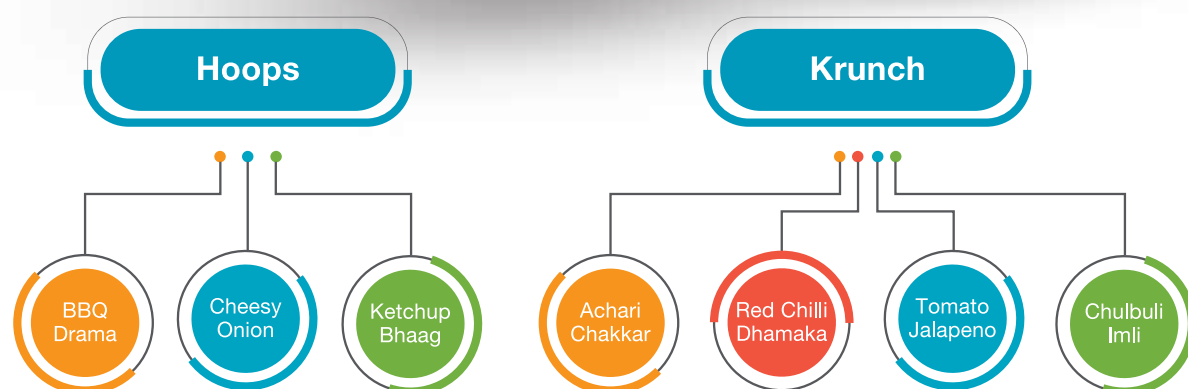 Hoops
Krunch
BBQ
Drama
Cheesy
Onion
Ketchup
Bhaag
Achari
Chakkar
Red Chilli
Dhamaka
Tomato
Jalapeno
Chulbuli
Imli